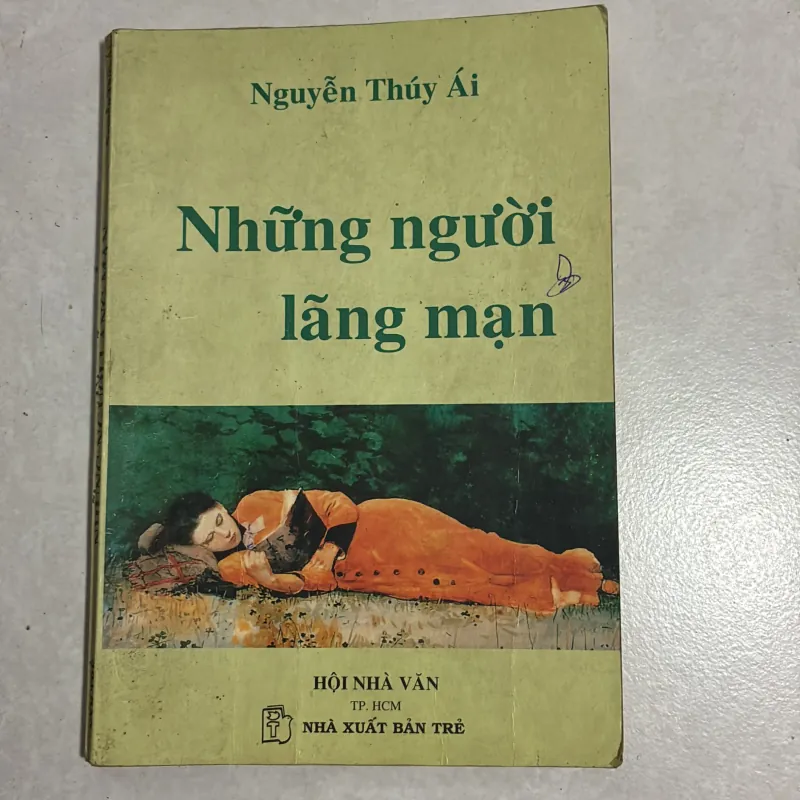 Nguyễn Thúy Ái
Những người
lãng mạn
HỘI NHÀ VĂN
TP. HCM
NHÀ XUẤT BẢN TRẺ